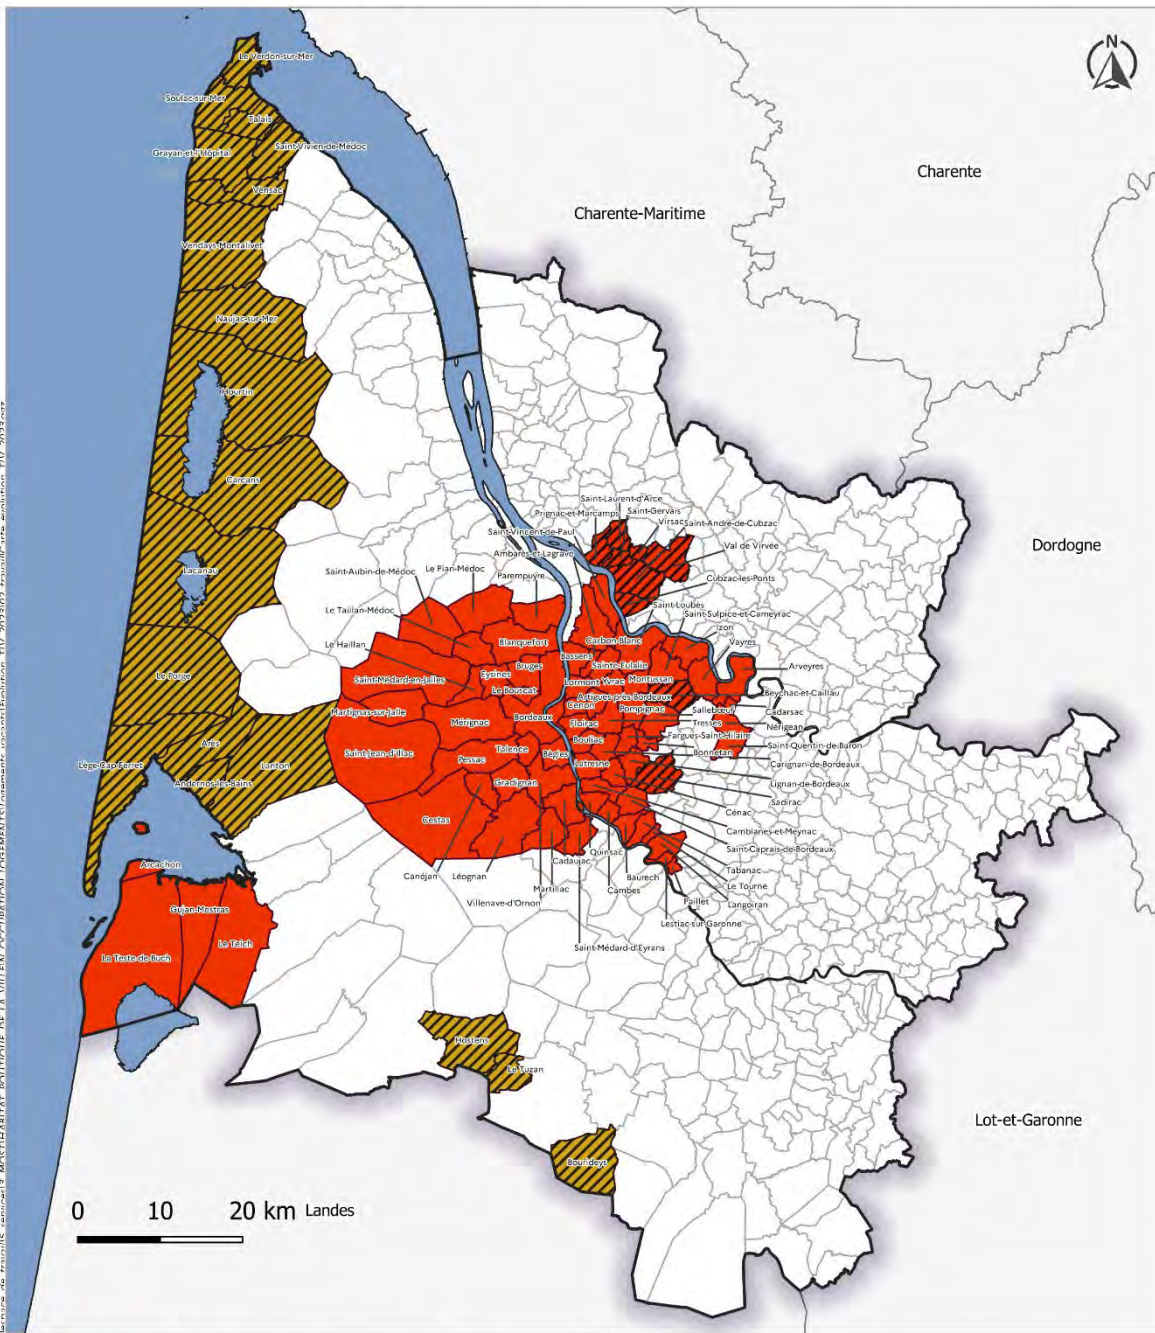 N
Le Verdon-sur-Mer
Soulac-sur-Mer
Talais
Grayan-et-l'Hôpital
Saint-Vivien-de-Médoc
Vensac
Vendays-Montalivet
Naujac-sur-Mer
Hourtin
Carcans
Lacanau
Le Porge
Lège-Cap-Ferret
Arès
Andernos-les-Bains
Lanton
Charente
Charente-Maritime
Dordogne
Lot-et-Garonne
Landes
Saint-Laurent-d'Arce
Prignac-et-Marcamps
Saint-Gervais
Virsac
Saint-André-de-Cubzac
Saint-Vincent-de-Paul
Val de Virvée
Ambarès-et-Lagrave
Cubzac-les-Ponts
Saint-Aubin-de-Médoc
Le Pian-Médoc
Parempuyre
Saint-Loubès
Saint-Sulpice-et-Cameyrac
Le Taillan-Médoc
Izon
Vayres
Le Haillan
Blanquefort
Carbon-Blanc
Bassens
Sainte-Eulalie
Arveyres
Bruges
Eysines
Saint-Médard-en-Jalles
Lormont
Yvrac
Montussan
Le Bouscat
Artigues-près-Bordeaux
Beychac-et-Caillau
Martignas-sur-Jalle
Cenon
Pompignac
Sallebœuf
Cadarsac
Mérignac
Bordeaux
Floirac
Tresses
Nérigean
Bouliac
Fargues-Saint-Hilaire
Saint-Jean-d'Illac
Talence
Bègles
Bonnetan
Saint-Quentin-de-Baron
Pessac
Latresne
Carignan-de-Bordeaux
Gradignan
Lignan-de-Bordeaux
Sadirac
Cestas
Cénac
Camblanes-et-Meynac
Saint-Caprais-de-Bordeaux
Quinsac
Cadaujac
Tabanac
Canéjan
Léognan
Baurech
Le Tourne
Martillac
Cambes
Paillet
Langoiran
Villenave-d'Ornon
Lestiac-sur-Garonne
Saint-Médard-d'Eyrans
Arcachon
Gujan-Mestras
Le Teich
La Teste-de-Buch
Hostens
Le Tuzan
Bourideys
0 10 20 km